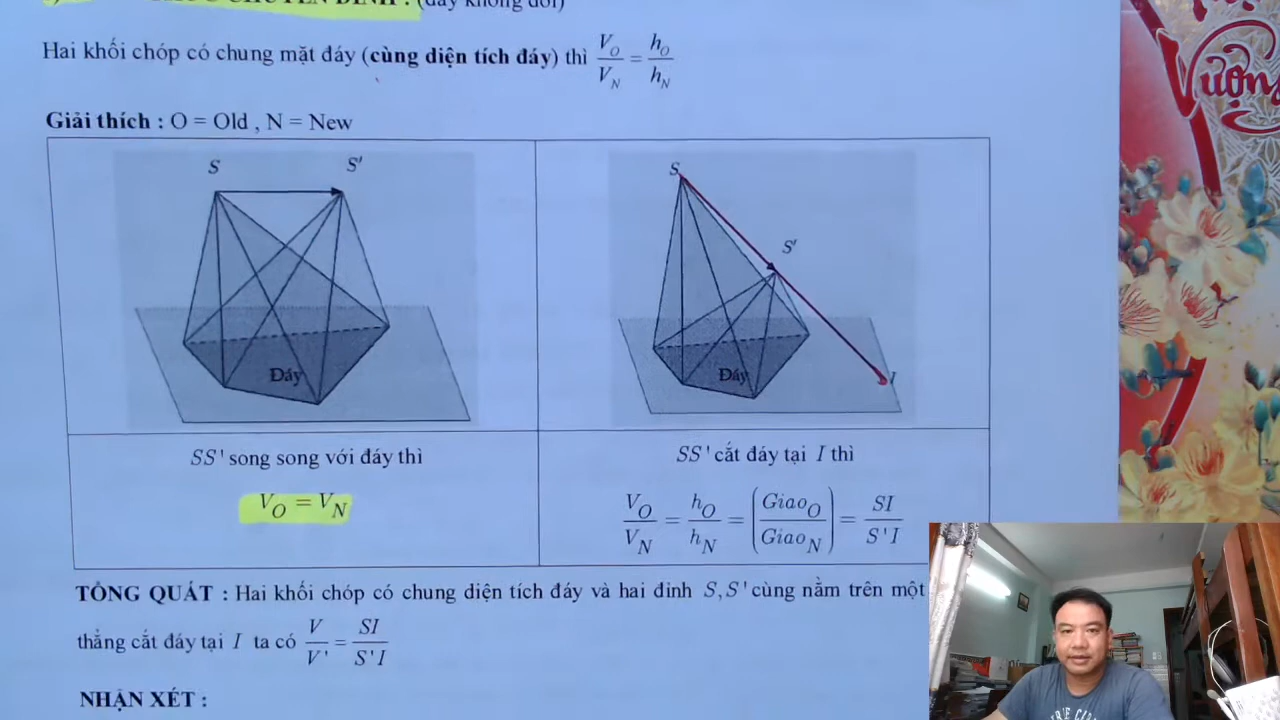 Hai khối chóp có chung mặt đáy (cùng diện tích đáy) thì V_O/V_N = h_O/h_N
Giải thích : O = Old , N = New
S S'
Đáy
S
S'
Đáy I
SS' song song với đáy thì
V_O = V_N
SS' cắt đáy tại I thì
V_O/V_N = h_O/h_N = (Giao_O/Giao_N) = SI/S'I
TỔNG QUÁT : Hai khối chóp có chung diện tích đáy và hai đỉnh S,S' cùng nằm trên một
thẳng cắt đáy tại I ta có V/V' = SI/S'I
NHẬN XÉT :
Vượng